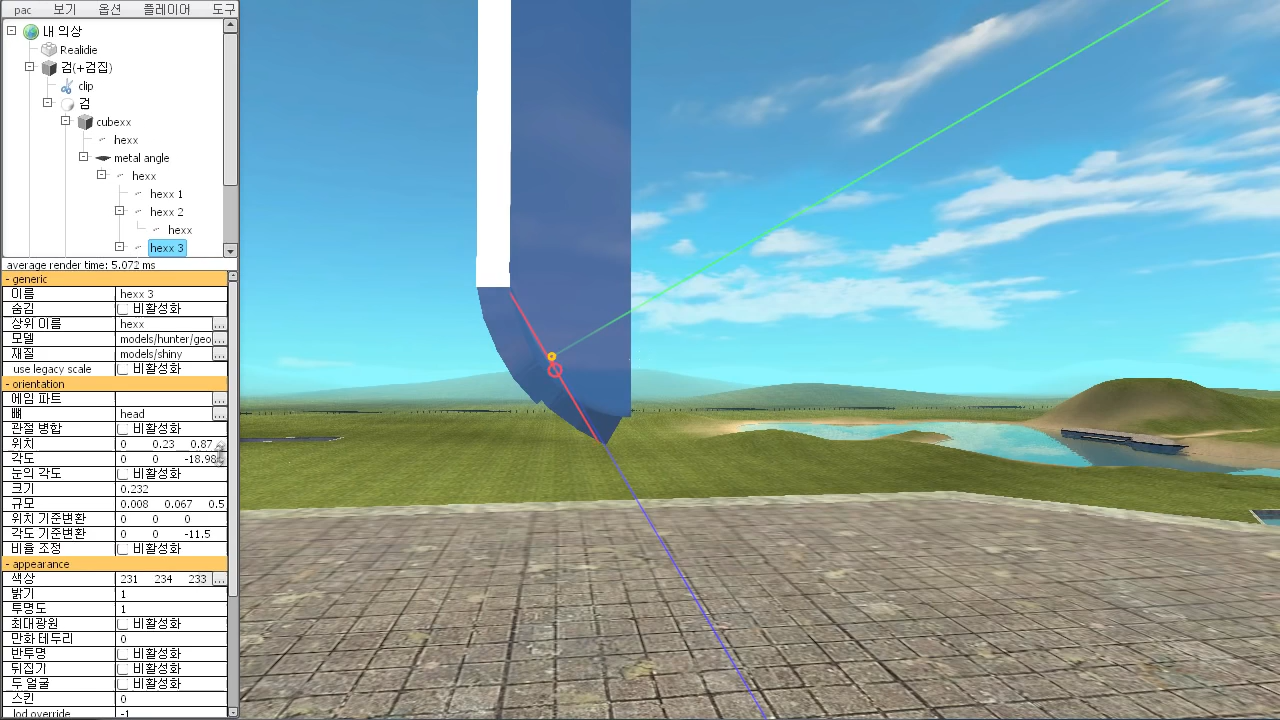 pac 보기 옵션 플레이어 도구
내 의상
Realidie
검(+검집)
clip
검
cubexx
hexx
metal angle
hexx
hexx 1
hexx 2
hexx
hexx 3
average render time: 5.072 ms
- generic
이름 hexx 3
숨김 비활성화
상위 이름 hexx ...
모델 models/hunter/geo ...
재질 models/shiny ...
use legacy scale 비활성화
- orientation
에임 파트 ...
뼈 head ...
관절 병합 비활성화
위치 0 0.23 0.87
각도 0 0 -18.98
눈의 각도 비활성화
크기 0.232
규모 0.008 0.067 0.5
위치 기준변환 0 0 0
각도 기준변환 0 0 -11.5
비율 조정 비활성화
- appearance
색상 231 234 233 ...
밝기 1
투명도 1
최대광원 비활성화
만화 테두리 0
반투명 비활성화
뒤집기 비활성화
두 얼굴 비활성화
스킨 0
lod override -1